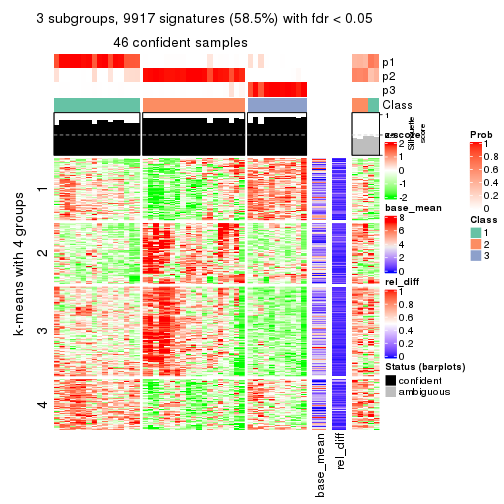 3 subgroups, 9917 signatures (58.5%) with fdr < 0.05
46 confident samples
p1
p2
p3
Class
1
Silhouette
score
k-means with 4 groups
1
2
3
4
base_mean
rel_diff
z-score
2
1
0
-1
-2
base_mean
8
6
4
2
0
rel_diff
1
0.8
0.6
0.4
0.2
0
Status (barplots)
confident
ambiguous
Prob
1
0.8
0.6
0.4
0.2
0
Class
1
2
3